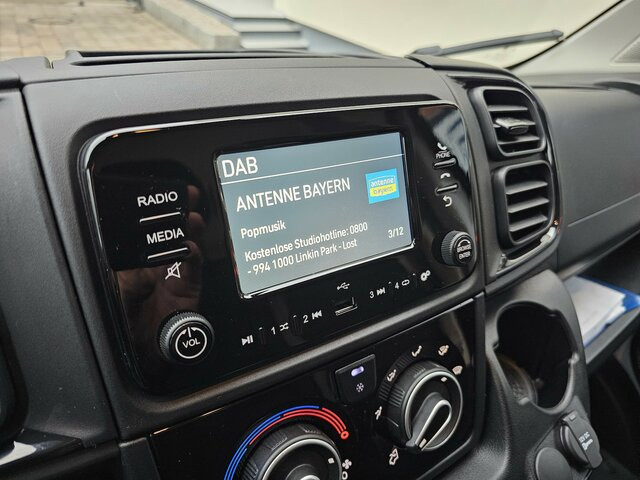 DAB
ANTENNE BAYERN
antenne
bayern
Popmusik
Kostenlose Studiohotline: 0800
- 994 1000 Linkin Park - Lost
3/12
RADIO
MEDIA
VOL
PHONE
BROWSE
ENTER
1
2
3
4